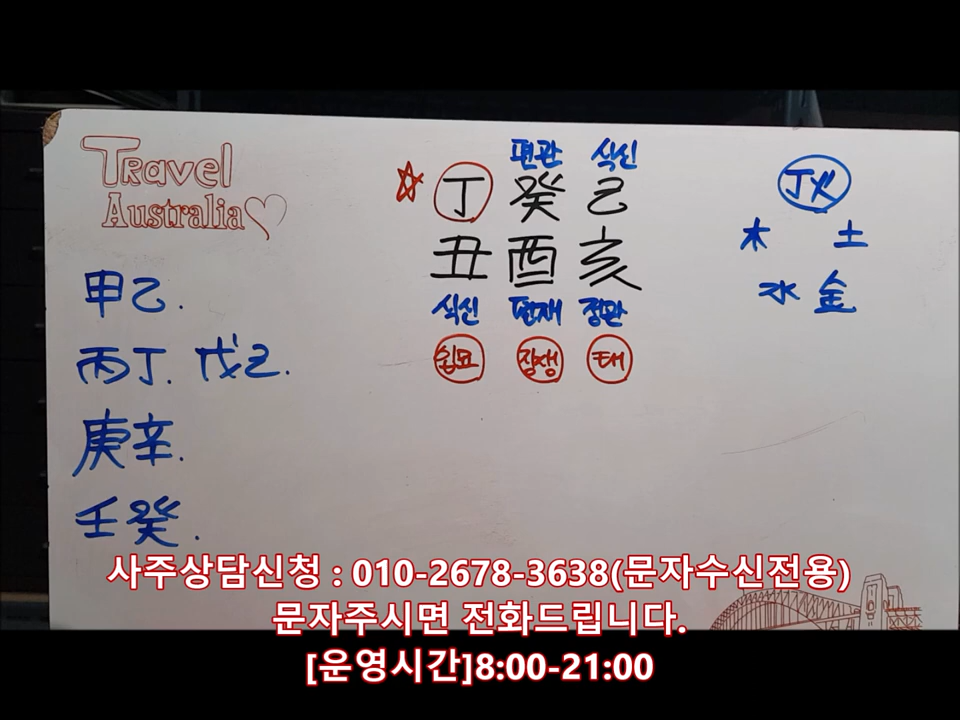 Travel
Australia
甲乙.
丙丁. 戊己.
庚辛.
壬癸.
편관 식신
丁 癸 己
丑 酉 亥
식신 편재 정관
쉽묘 장생 태
丁火
木 土
水 金
사주상담신청 : 010-2678-3638(문자수신전용)
문자주시면 전화드립니다.
[운영시간]8:00-21:00